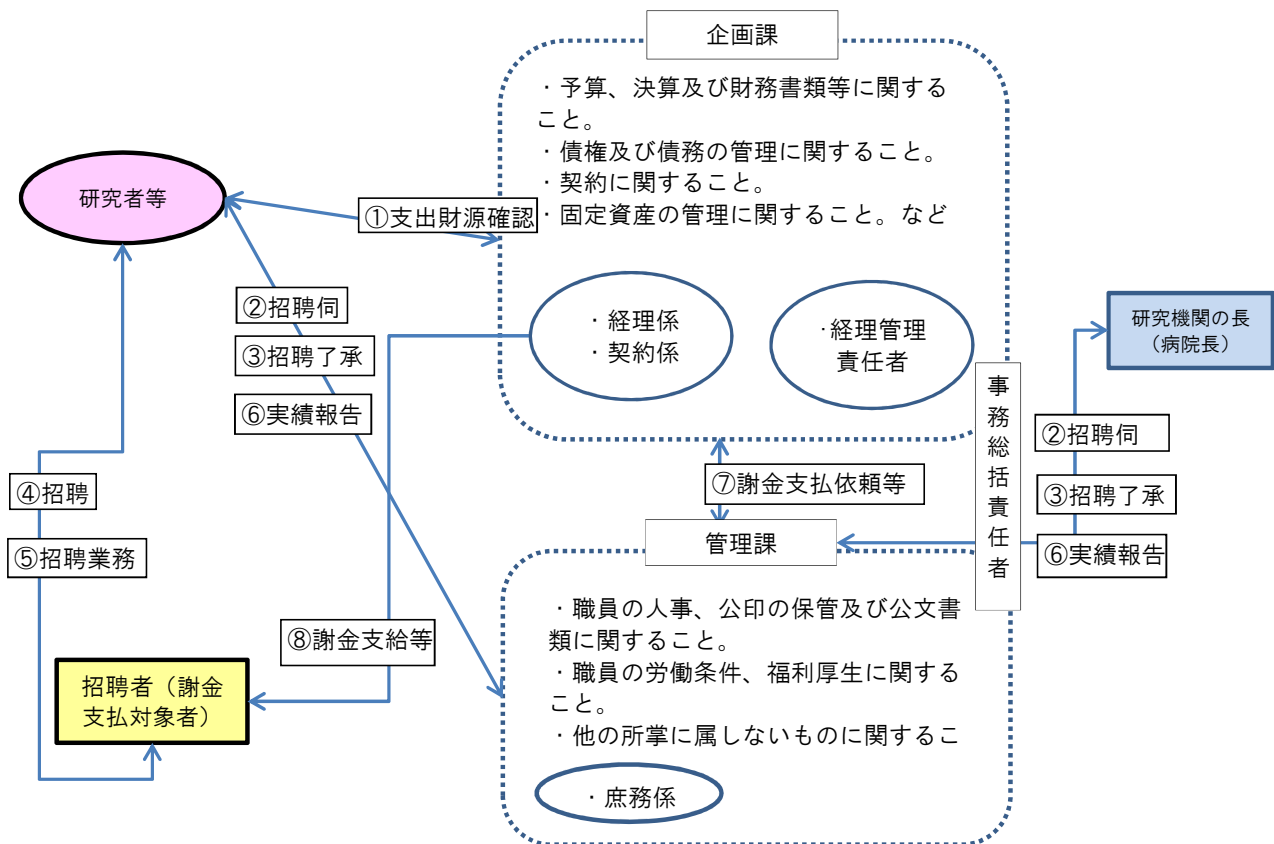 企画課
・予算、決算及び財務書類等に関する
こと。
・債権及び債務の管理に関すること。
・契約に関すること。
・固定資産の管理に関すること。など
研究者等
①支出財源確認
②招聘伺
③招聘了承
⑥実績報告
・経理係
・契約係
・経理管理
責任者
事務総括責任者
研究機関の長
（病院長）
②招聘伺
③招聘了承
⑥実績報告
④招聘
⑤招聘業務
⑦謝金支払依頼等
管理課
・職員の人事、公印の保管及び公文書
類に関すること。
・職員の労働条件、福利厚生に関する
こと。
・他の所掌に属しないものに関するこ
・庶務係
⑧謝金支給等
招聘者（謝金
支払対象者）